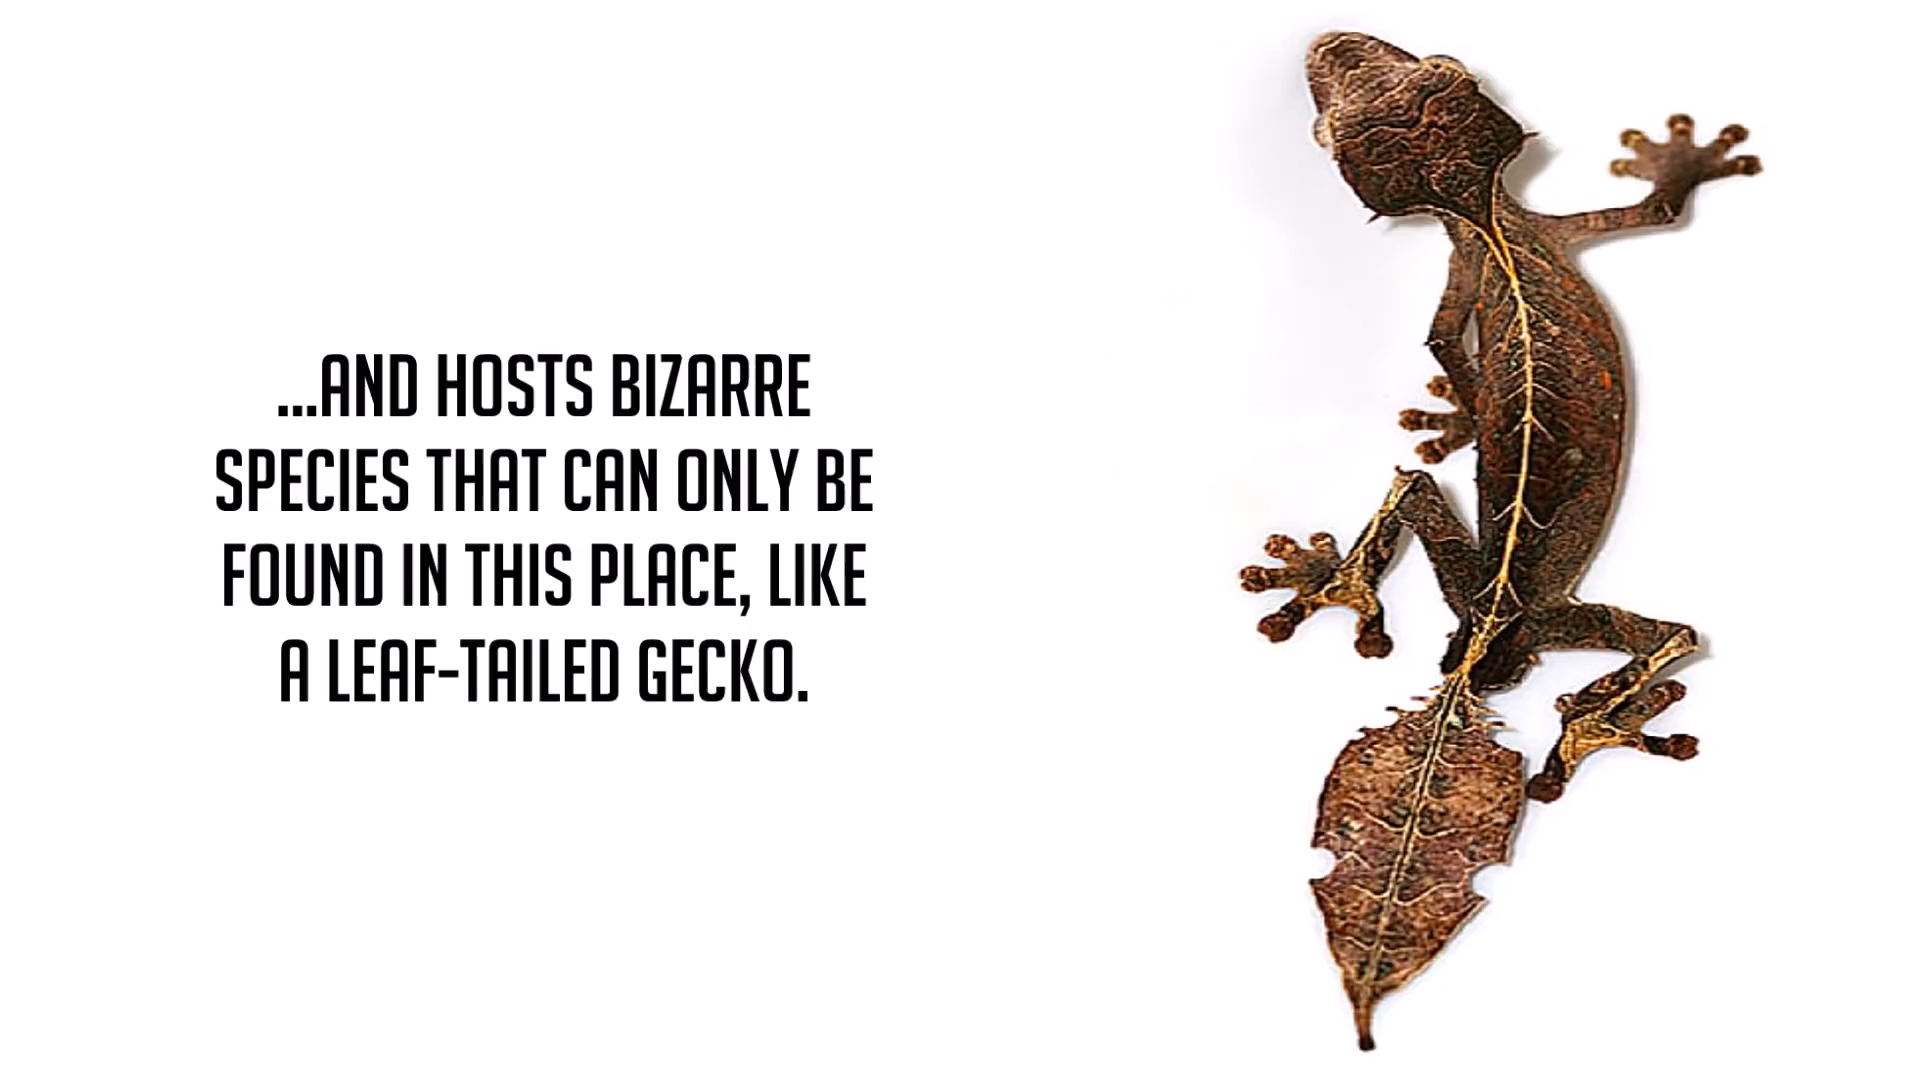 ...AND HOSTS BIZARRE
SPECIES THAT CAN ONLY BE
FOUND IN THIS PLACE, LIKE
A LEAF-TAILED GECKO.